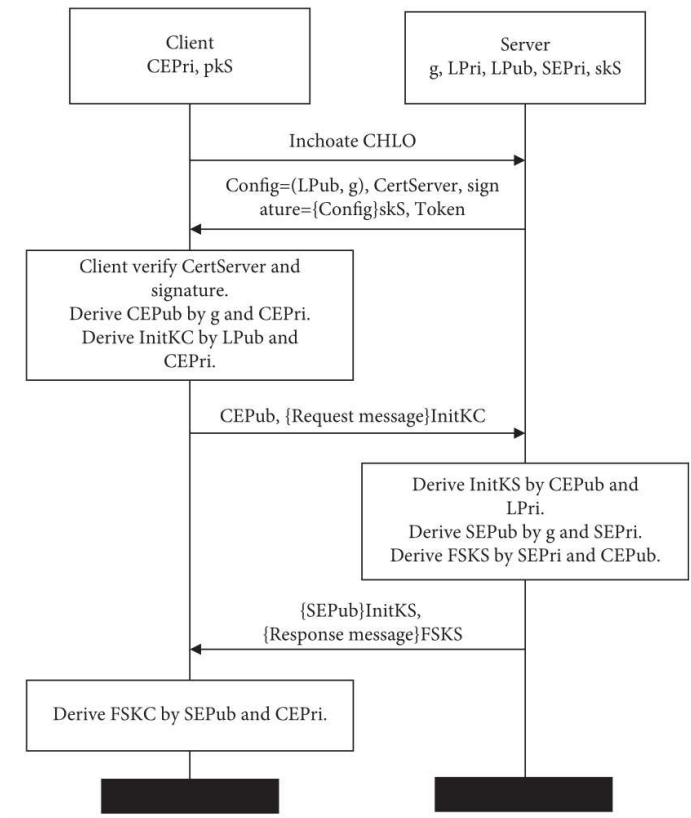 Client
CEPri, pkS
Server
g, LPri, LPub, SEPri, skS
Inchoate CHLO
Config=(LPub, g), CertServer, sign
ature={Config}skS, Token
Client verify CertServer and
signature.
Derive CEPub by g and CEPri.
Derive InitKC by LPub and
CEPri.
CEPub, {Request message}InitKC
Derive InitKS by CEPub and
LPri.
Derive SEPub by g and SEPri.
Derive FSKS by SEPri and CEPub.
{SEPub}InitKS,
{Response message}FSKS
Derive FSKC by SEPub and CEPri.